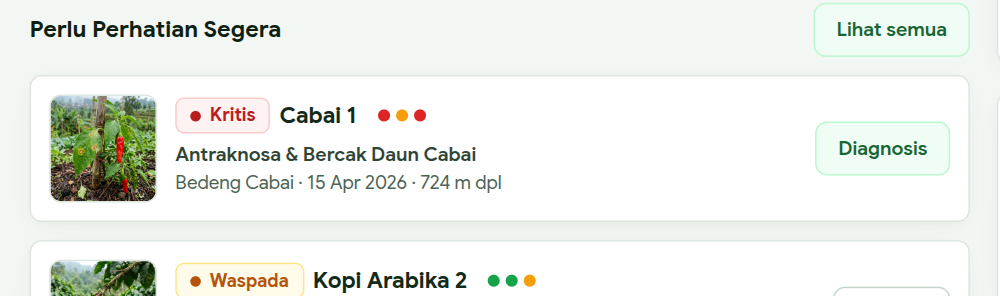 Perlu Perhatian Segera
Lihat semua
Kritis
Cabai 1
Antraknosa & Bercak Daun Cabai
Bedeng Cabai · 15 Apr 2026 · 724 m dpl
Diagnosis
Waspada
Kopi Arabika 2